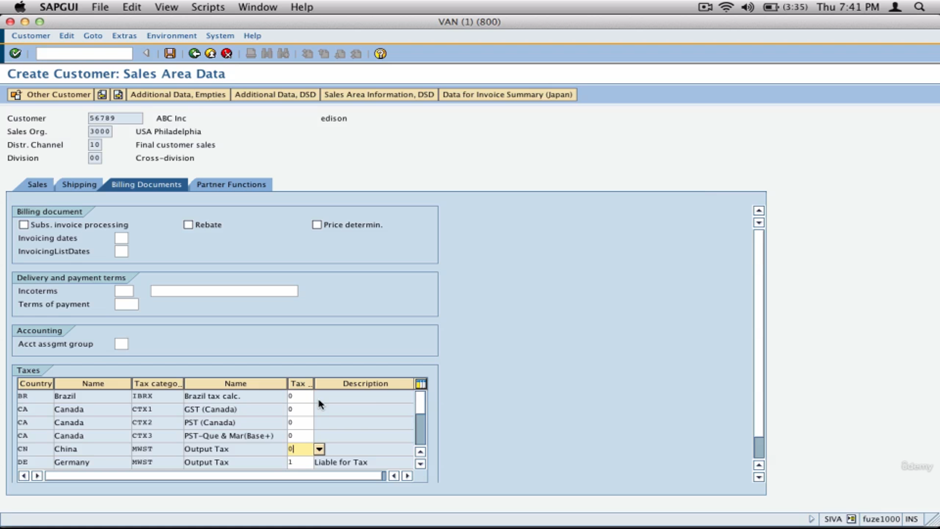 SAPGUI File Edit View Scripts Window Help (3:35) Thu 7:41 PM
VAN (1) (800)
Customer Edit Goto Extras Environment System Help
Create Customer: Sales Area Data
Other Customer Additional Data, Empties Additional Data, DSD Sales Area Information, DSD Data for Invoice Summary (Japan)
Customer 56789 ABC Inc edison
Sales Org. 3000 USA Philadelphia
Distr. Channel 10 Final customer sales
Division 00 Cross-division
Sales Shipping Billing Documents Partner Functions
Billing document
Subs. invoice processing Rebate Price determin.
Invoicing dates
InvoicingListDates
Delivery and payment terms
Incoterms
Terms of payment
Accounting
Acct assgmt group
Taxes
Country Name Tax catego.. Name Tax .. Description
BR Brazil IBRX Brazil tax calc. 0
CA Canada CTX1 GST (Canada) 0
CA Canada CTX2 PST (Canada) 0
CA Canada CTX3 PST-Que & Mar(Base+) 0
CN China MWST Output Tax 0
DE Germany MWST Output Tax 1 Liable for Tax
Udemy
SIVA fuze1000 INS